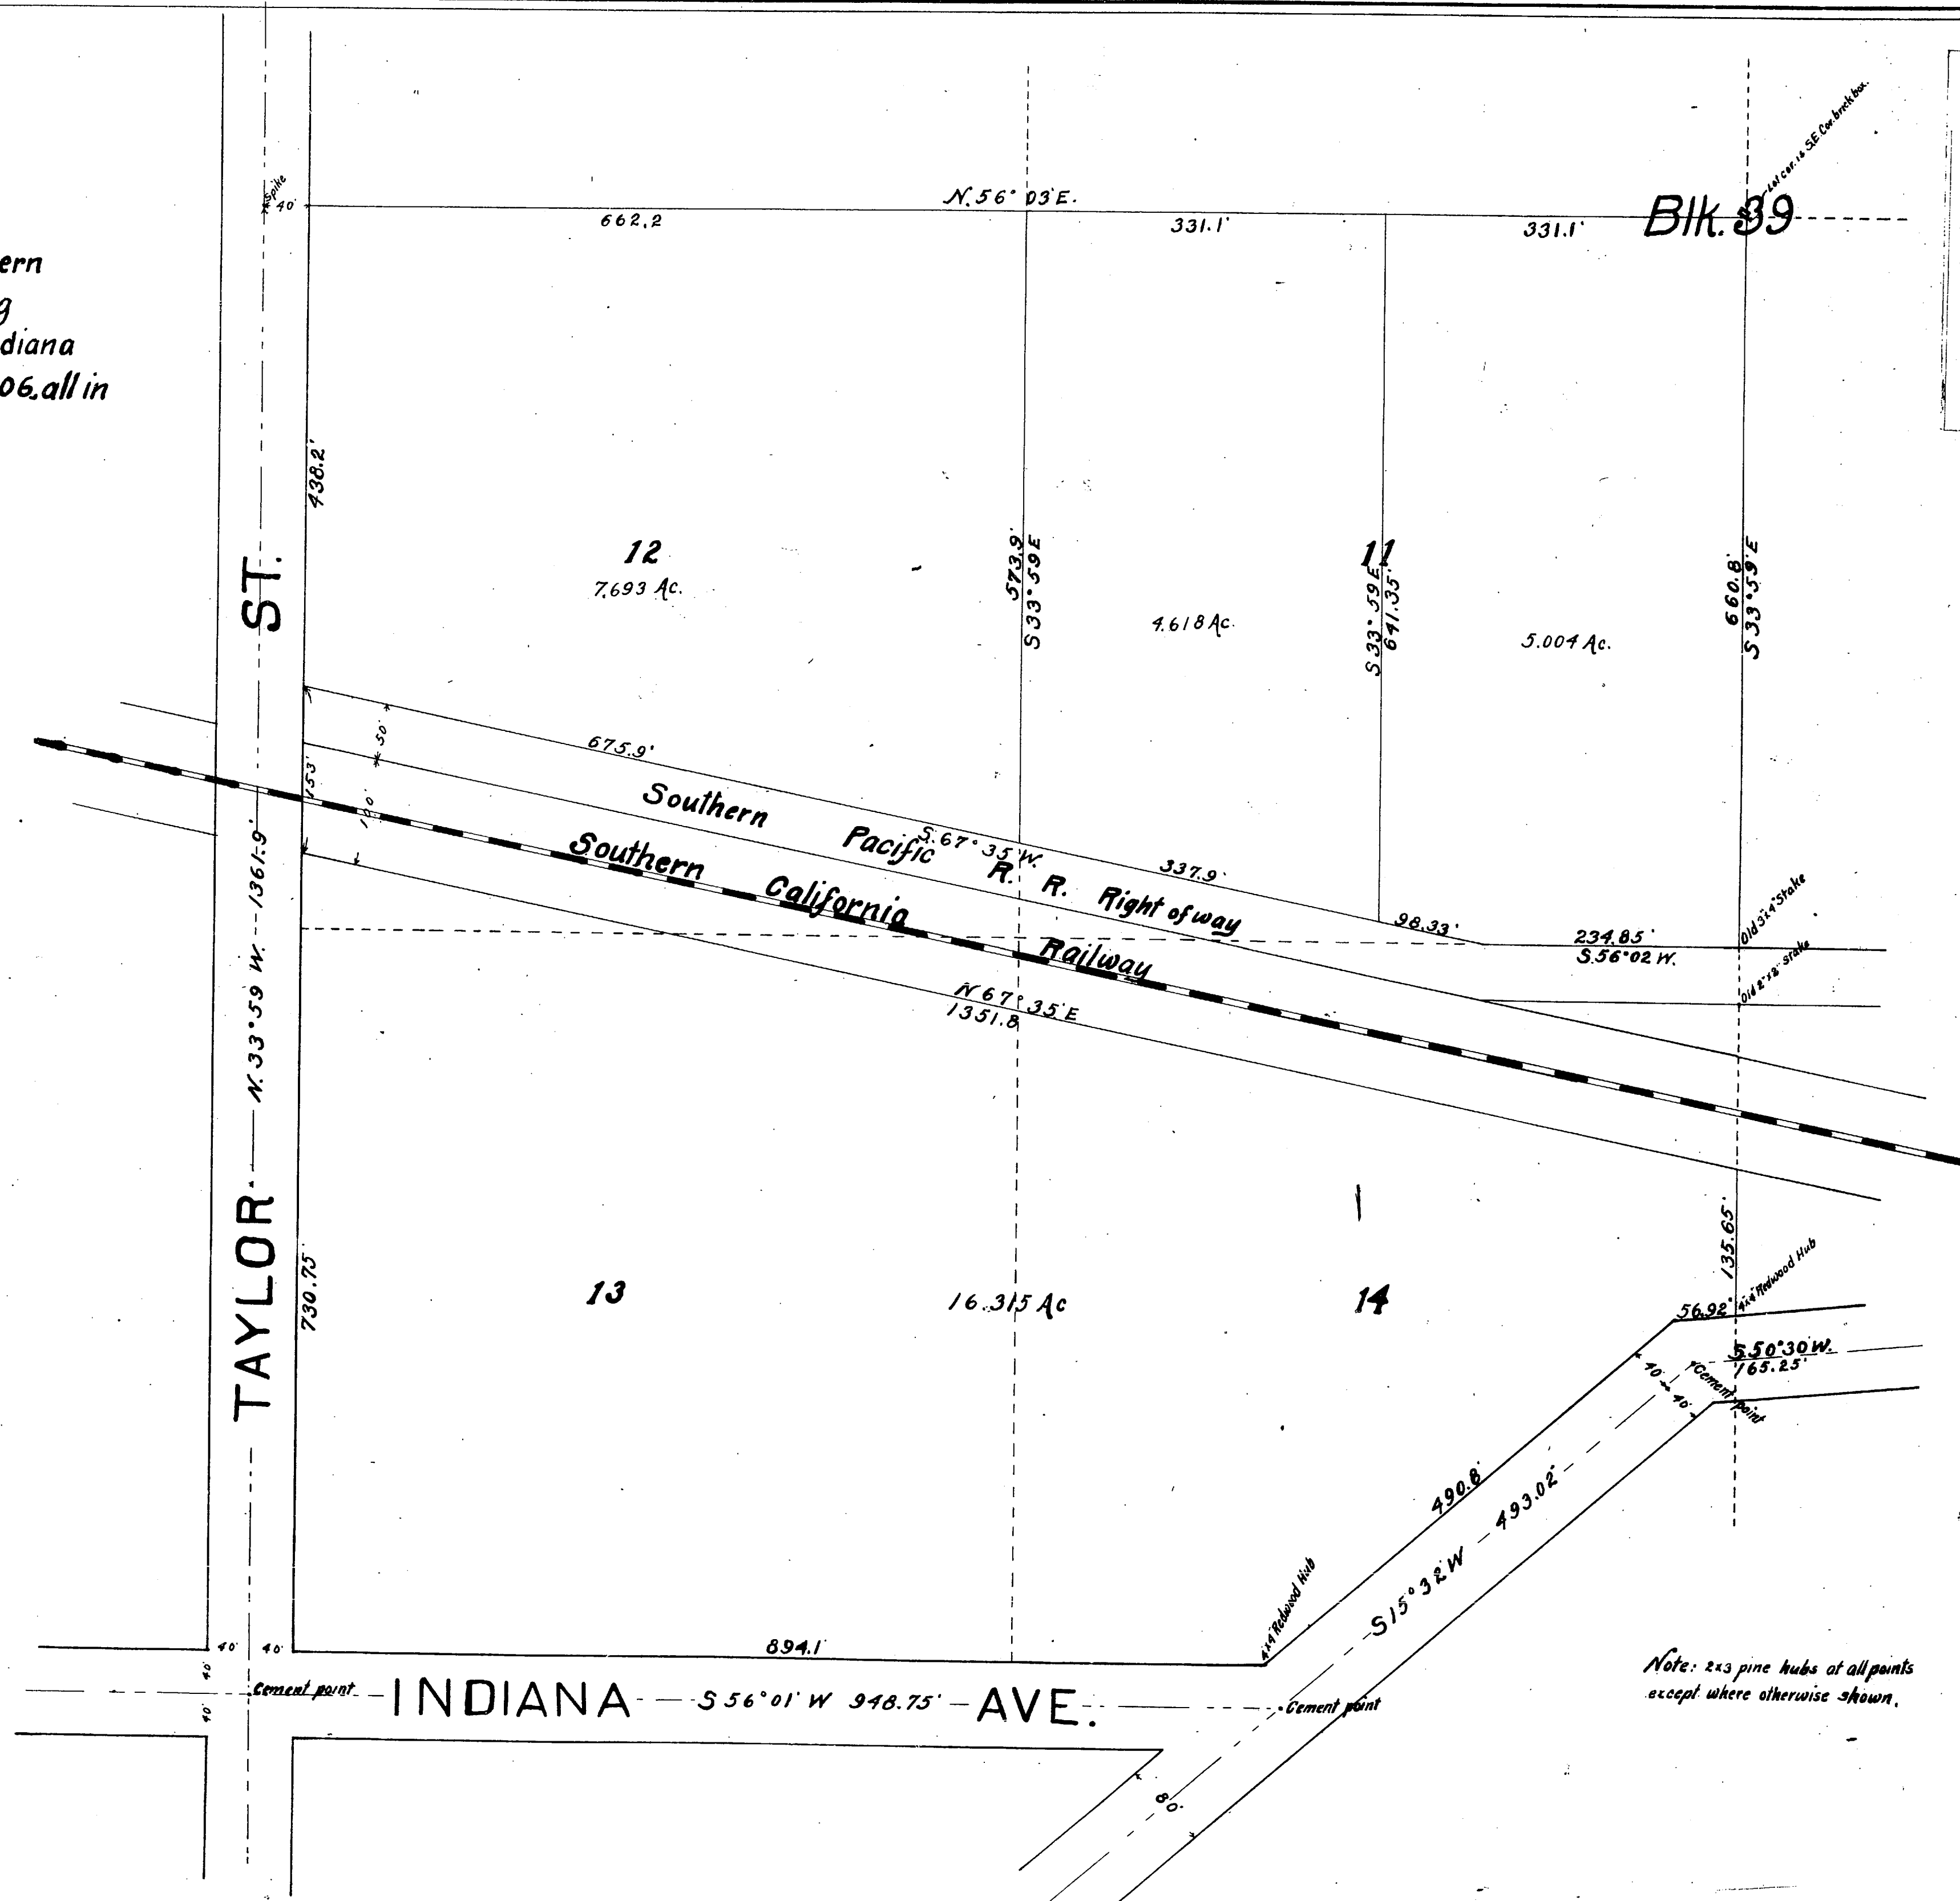 ern
g
diana
06. all in
Spike
40'
N. 56° 03' E.
662.2
331.1'
331.1'
Blk. 39
Lot cor. is S.E. Cor. brick box.
438.2'
12
7.693 Ac.
573.9'
S 33° 59 E
4.618 Ac.
11
S 33° 59 E
641.35'
5.004 Ac.
660.8'
S 33° 59' E
TAYLOR ST.
N. 33° 59' W. 1361.9'
50'
153'
100'
675.9'
Southern Pacific R. R. Right of way
S. 67° 35' W.
337.9'
98.33'
234.85'
S. 56° 02' W.
Old 3"x4" Stake
Old 2"x2" Stake
Southern California Railway
N 67° 35' E
1351.8
730.75'
13
16.315 Ac
14
135.65'
4x4 Redwood Hub
56.92'
S. 50° 30' W.
165.25'
Cement point
40' 40'
490.8'
S 15° 32' W 493.02'
4x4 Redwood Hub
894.1'
40' 40'
40'
40'
Cement point
INDIANA S 56° 01' W 948.75' AVE.
Cement point
80'
Note: 2x3 pine hubs at all points
except where otherwise shown.